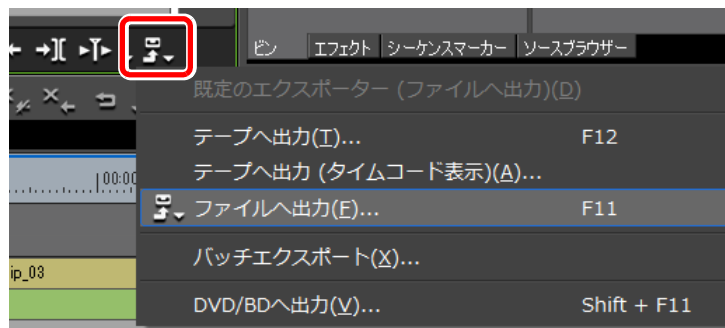 ビン エフェクト シーケンスマーカー ソースブラウザー
既定のエクスポーター (ファイルへ出力)(D)
テープへ出力(T)... F12
テープへ出力 (タイムコード表示)(A)...
00:00
ファイルへ出力(F)... F11
バッチエクスポート(X)...
ip_03
DVD/BDへ出力(V)... Shift + F11